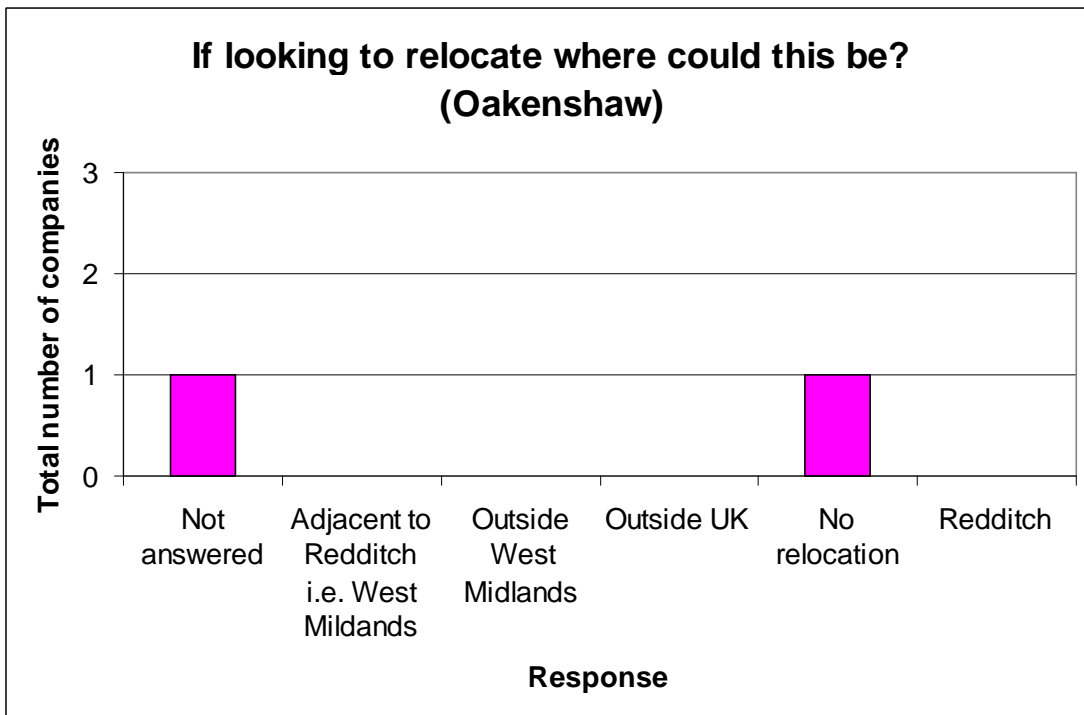 If looking to relocate where could this be?
(Oakenshaw)
Total number of companies
3
2
1
0
Not
answered
Adjacent to
Redditch
i.e. West
Mildands
Outside
West
Midlands
Outside UK
No
relocation
Redditch
Response